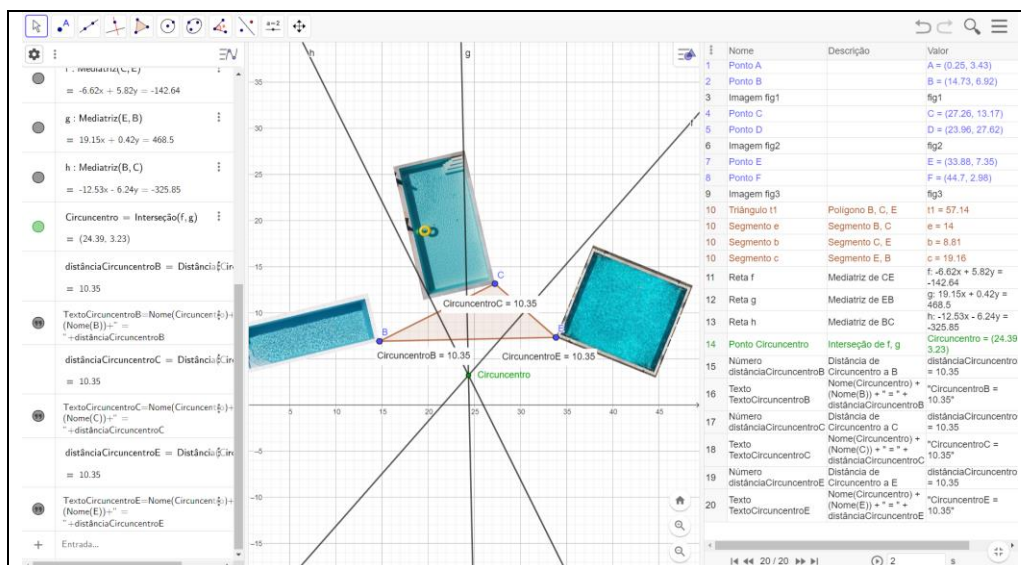 a=2
f : Mediatriz(C, E)
= -6.62x + 5.82y = -142.64
g : Mediatriz(E, B)
= 19.15x + 0.42y = 468.5
h : Mediatriz(B, C)
= -12.53x - 6.24y = -325.85
Circuncentro = Interseção(f, g)
= (24.39, 3.23)
distânciaCircuncentroB = Distância(Circ
= 10.35
TextoCircuncentroB=Nome(Circuncentro)+
(Nome(B))+" =
"+distânciaCircuncentroB
distânciaCircuncentroC = Distância(Circ
= 10.35
TextoCircuncentroC=Nome(Circuncentro)+
(Nome(C))+" =
"+distânciaCircuncentroC
distânciaCircuncentroE = Distância(Circ
= 10.35
TextoCircuncentroE=Nome(Circuncentro)+
(Nome(E))+" =
"+distânciaCircuncentroE
+ Entrada...
h
g
f
35
30
25
20
15
10
5
-5
-10
-15
5 10 15 20 25 30 35 40 45
C
CircuncentroC = 10.35
B
E
CircuncentroB = 10.35
CircuncentroE = 10.35
Circuncentro
Nome Descrição Valor
1 Ponto A A = (0.25, 3.43)
2 Ponto B B = (14.73, 6.92)
3 Imagem fig1 fig1
4 Ponto C C = (27.26, 13.17)
5 Ponto D D = (23.96, 27.62)
6 Imagem fig2 fig2
7 Ponto E E = (33.88, 7.35)
8 Ponto F F = (44.7, 2.98)
9 Imagem fig3 fig3
10 Triângulo t1 Polígono B, C, E t1 = 57.14
10 Segmento e Segmento B, C e = 14
10 Segmento b Segmento C, E b = 8.81
10 Segmento c Segmento E, B c = 19.16
11 Reta f Mediatriz de CE f: -6.62x + 5.82y =
-142.64
12 Reta g Mediatriz de EB g: 19.15x + 0.42y =
468.5
13 Reta h Mediatriz de BC h: -12.53x - 6.24y =
-325.85
14 Ponto Circuncentro Interseção de f, g Circuncentro = (24.39
3.23)
15 Número Distância de distânciaCircuncentro
distânciaCircuncentroB Circuncentro a B = 10.35
16 Texto Nome(Circuncentro) + "CircuncentroB =
TextoCircuncentroB (Nome(B)) + " = " + 10.35"
distânciaCircuncentroB
17 Número Distância de distânciaCircuncentro
distânciaCircuncentroC Circuncentro a C = 10.35
18 Texto Nome(Circuncentro) + "CircuncentroC =
TextoCircuncentroC (Nome(C)) + " = " + 10.35"
distânciaCircuncentroC
19 Número Distância de distânciaCircuncentro
distânciaCircuncentroE Circuncentro a E = 10.35
20 Texto Nome(Circuncentro) + "CircuncentroE =
TextoCircuncentroE (Nome(E)) + " = " + 10.35"
distânciaCircuncentroE
20 / 20 2 s